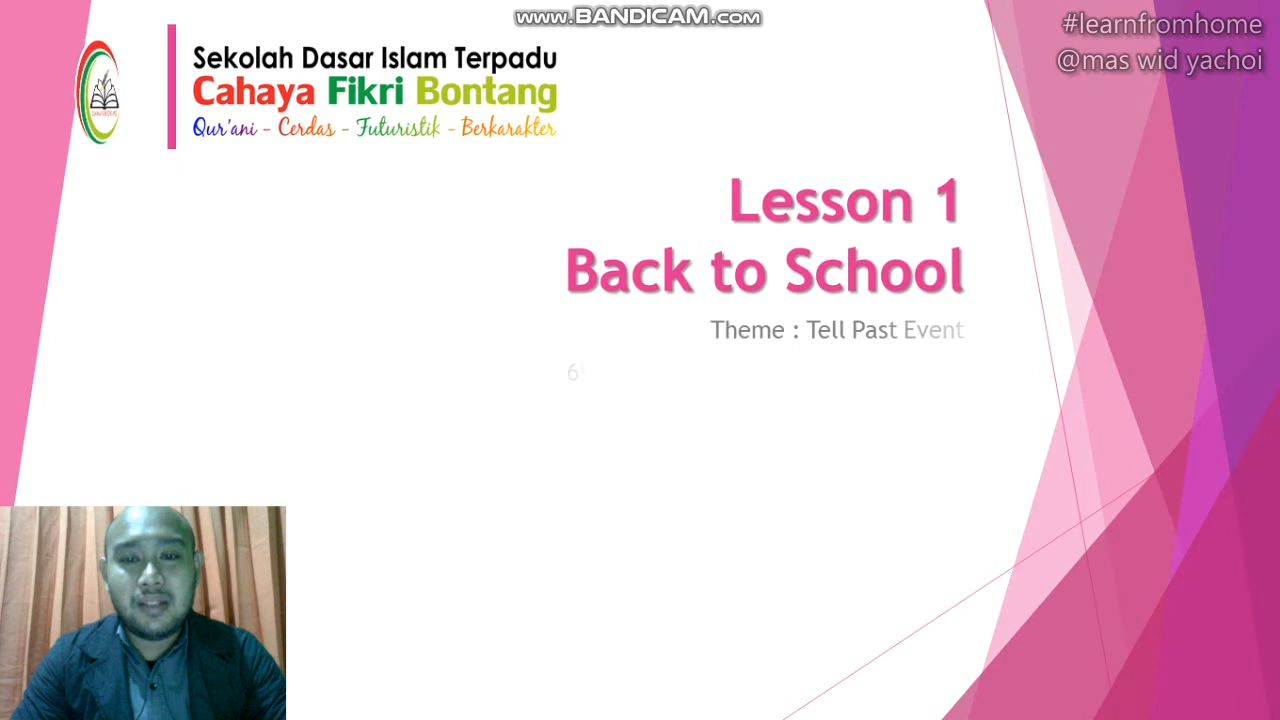 www.BANDICAM.com
#learnfromhome
@mas wid yachoi
Sekolah Dasar Islam Terpadu
Cahaya Fikri Bontang
Qur'ani - Cerdas - Futuristik - Berkarakter
Lesson 1
Back to School
Theme : Tell Past Event
6